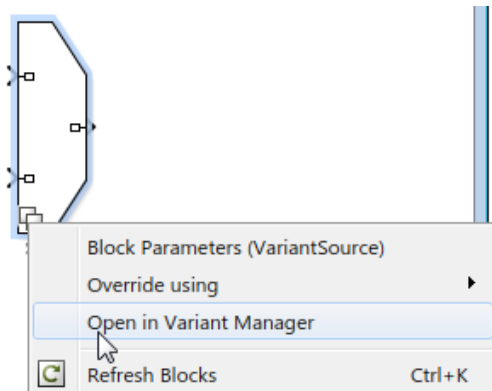 Block Parameters (VariantSource)
Override using
Open in Variant Manager
Refresh Blocks Ctrl+K